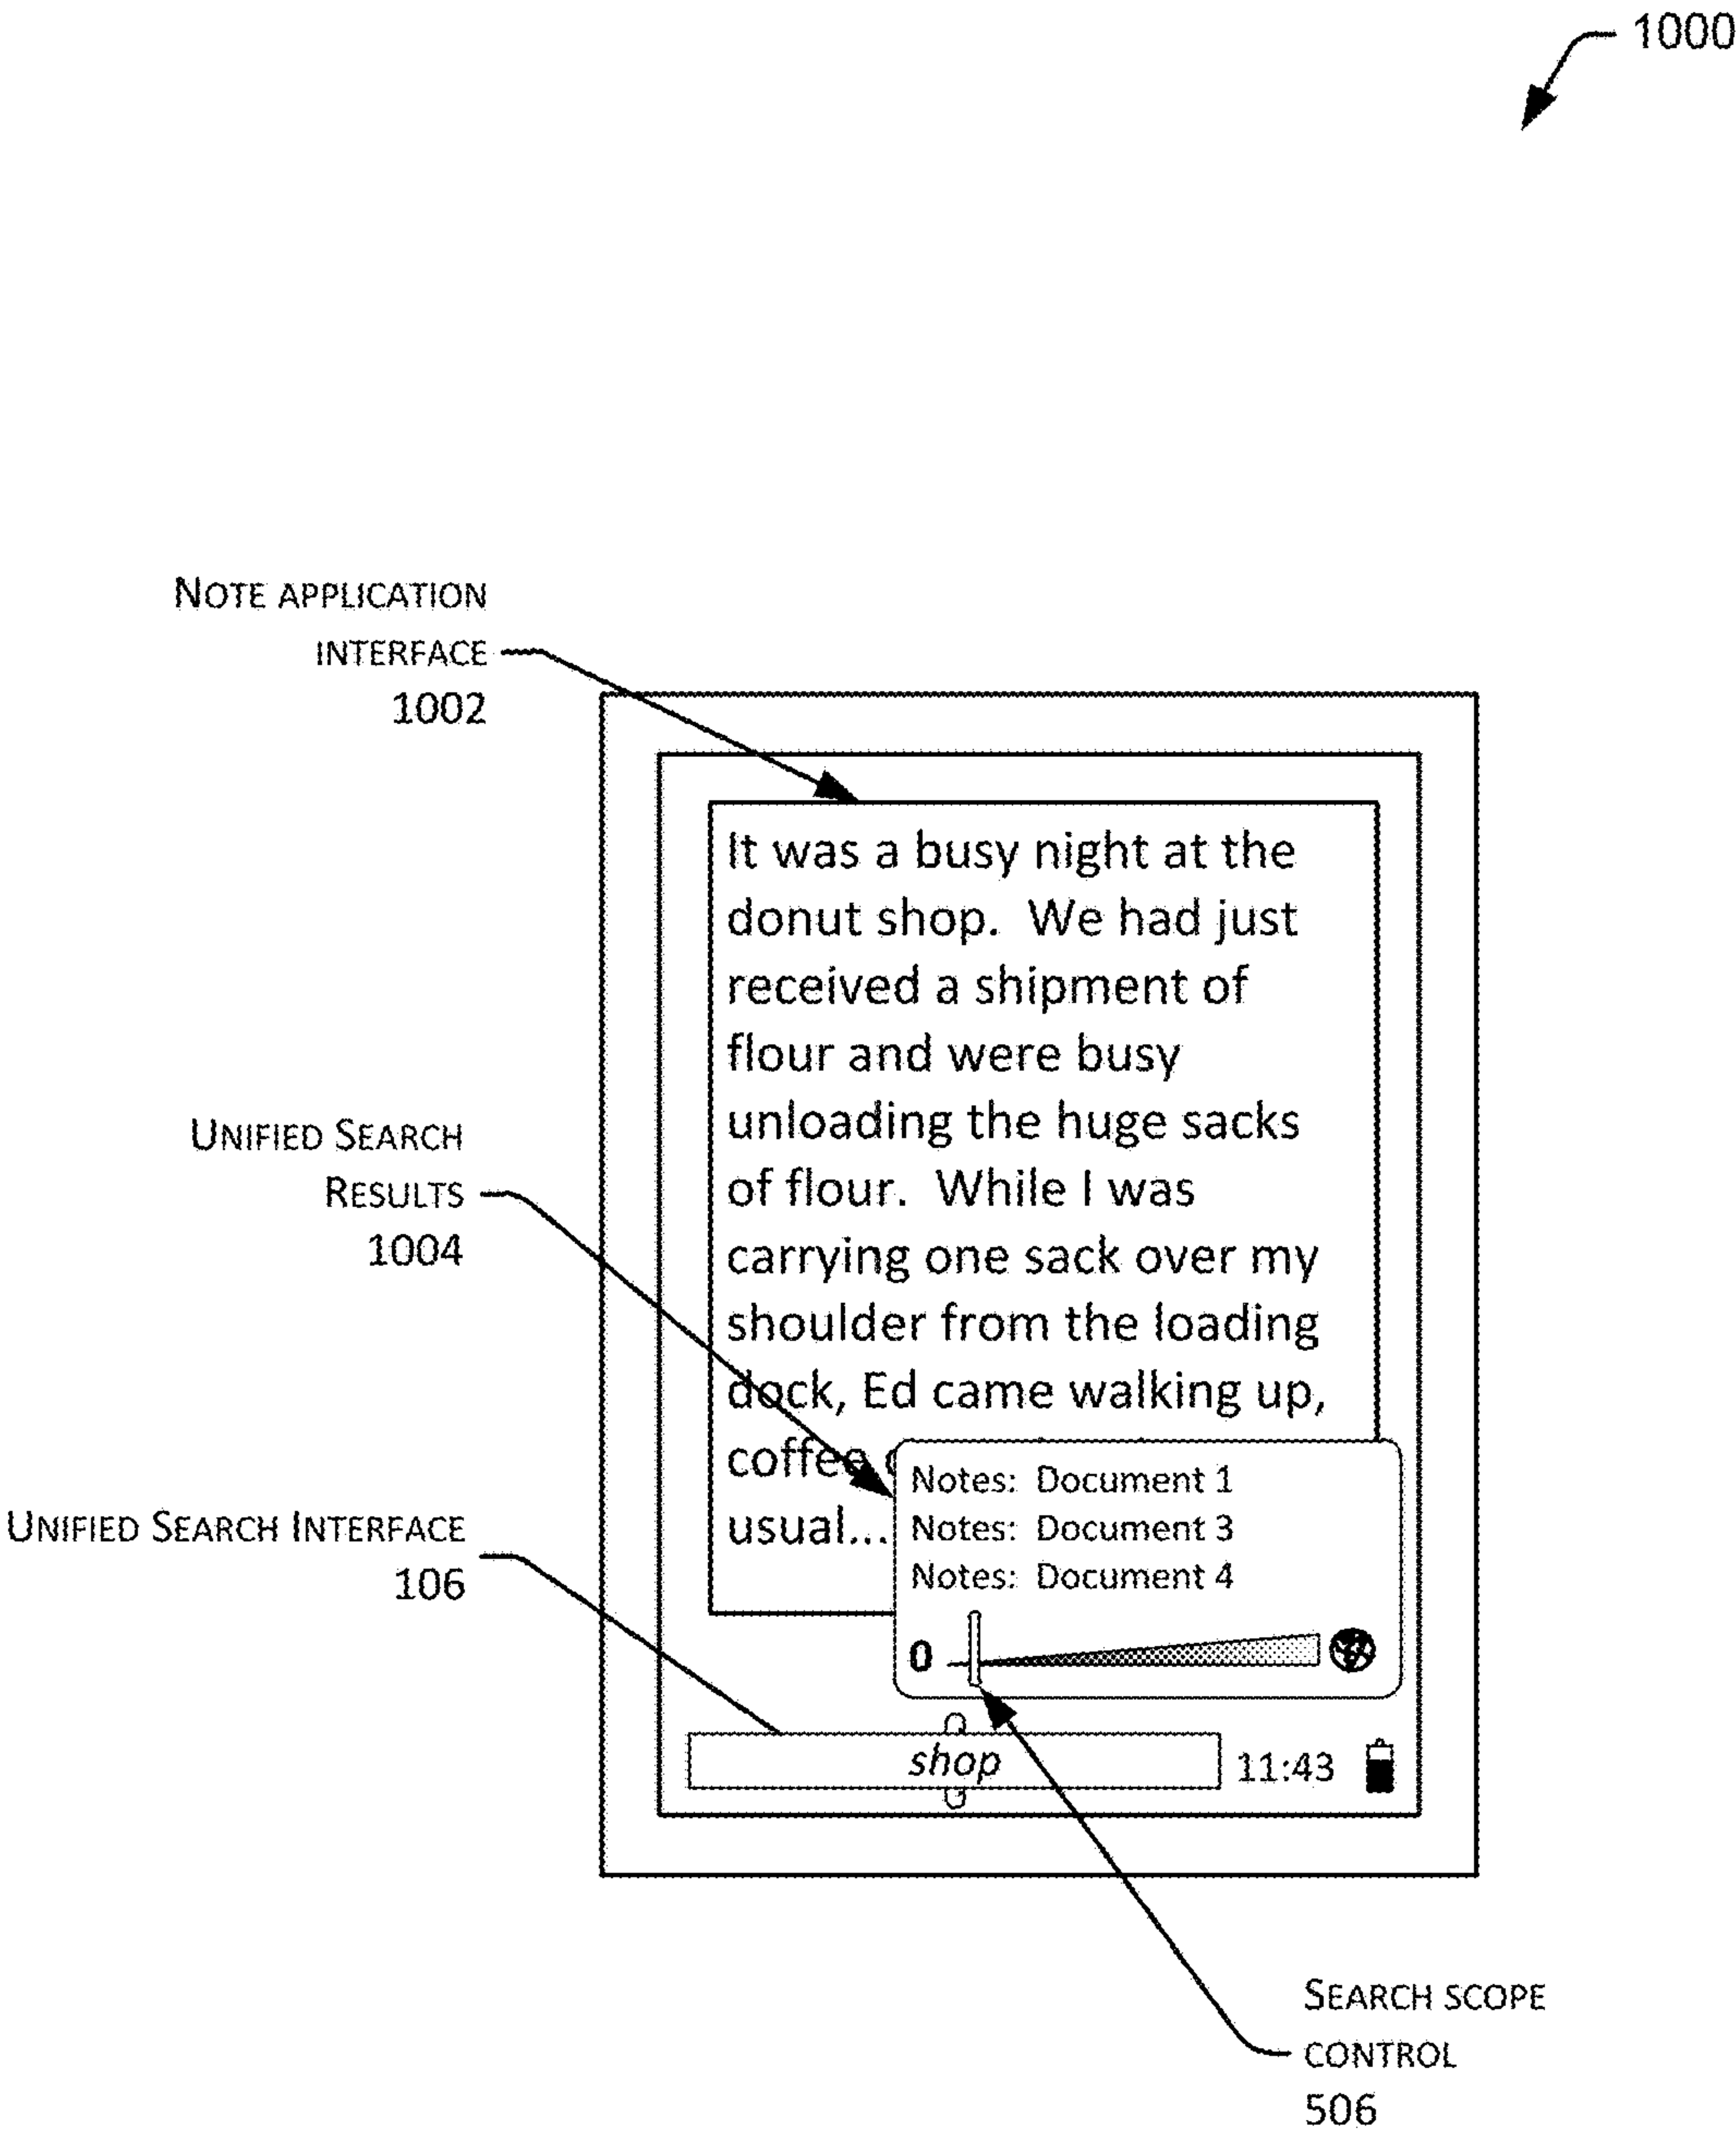 1000
NOTE APPLICATION
INTERFACE
1002
It was a busy night at the
donut shop.  We had just
received a shipment of
flour and were busy
unloading the huge sacks
of flour.  While I was
carrying one sack over my
shoulder from the loading
dock, Ed came walking up,
coffee
usual...
UNIFIED SEARCH
RESULTS
1004
Notes:  Document 1
Notes:  Document 3
Notes:  Document 4
0
UNIFIED SEARCH INTERFACE
106
shop
11:43
SEARCH SCOPE
CONTROL
506